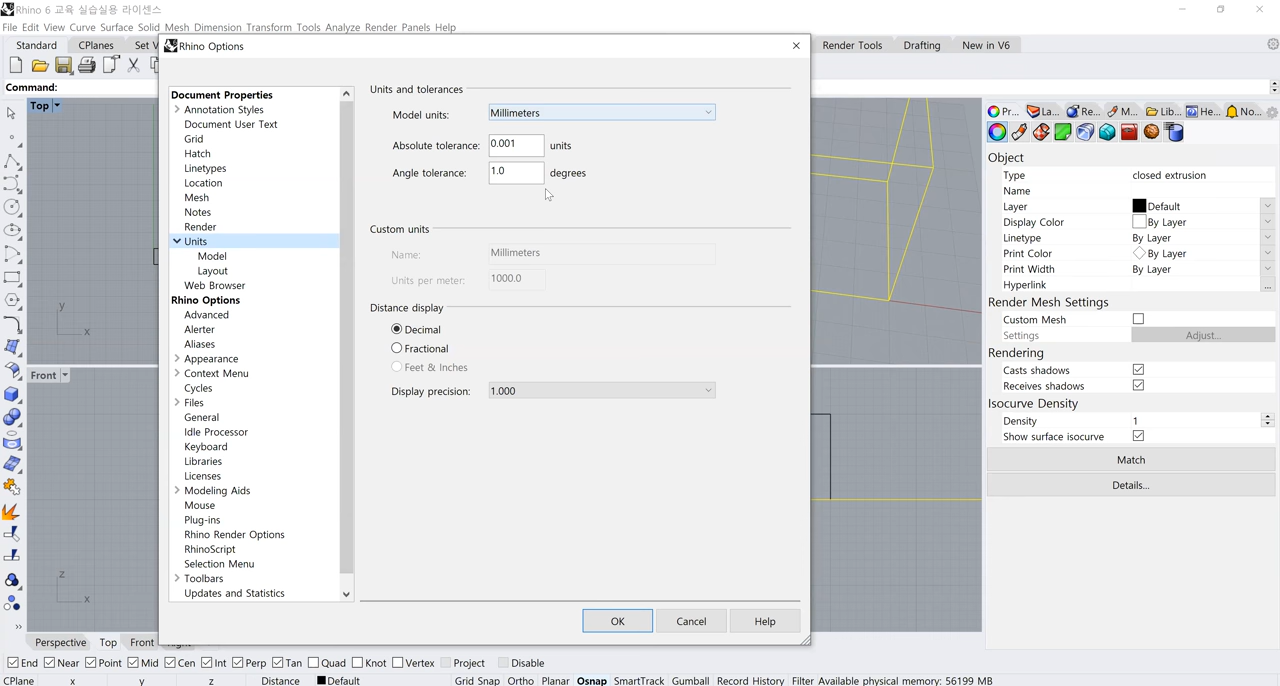 Rhino 6 교육 실습실용 라이센스
File Edit View Curve Surface Solid Mesh Dimension Transform Tools Analyze Render Panels Help
Standard CPlanes Set V Render Tools Drafting New in V6
Rhino Options
Command:
Top
Document Properties
Annotation Styles
Document User Text
Grid
Hatch
Linetypes
Location
Mesh
Notes
Render
Units
Model
Layout
Web Browser
Rhino Options
Advanced
Alerter
Aliases
Appearance
Context Menu
Cycles
Files
General
Idle Processor
Keyboard
Libraries
Licenses
Modeling Aids
Mouse
Plug-ins
Rhino Render Options
RhinoScript
Selection Menu
Toolbars
Updates and Statistics
Units and tolerances
Model units: Millimeters
Absolute tolerance: 0.001 units
Angle tolerance: 1.0 degrees
Custom units
Name: Millimeters
Units per meter: 1000.0
Distance display
Decimal
Fractional
Feet & Inches
Display precision: 1.000
OK Cancel Help
y
x
Front
z
x
Pr... La... Re... M... Lib... He... No...
Object
Type closed extrusion
Name
Layer Default
Display Color By Layer
Linetype By Layer
Print Color By Layer
Print Width By Layer
Hyperlink ...
Render Mesh Settings
Custom Mesh
Settings Adjust...
Rendering
Casts shadows
Receives shadows
Isocurve Density
Density 1
Show surface isocurve
Match
Details...
Perspective Top Front
End Near Point Mid Cen Int Perp Tan Quad Knot Vertex Project Disable
CPlane x y z Distance Default Grid Snap Ortho Planar Osnap SmartTrack Gumball Record History Filter Available physical memory: 56199 MB